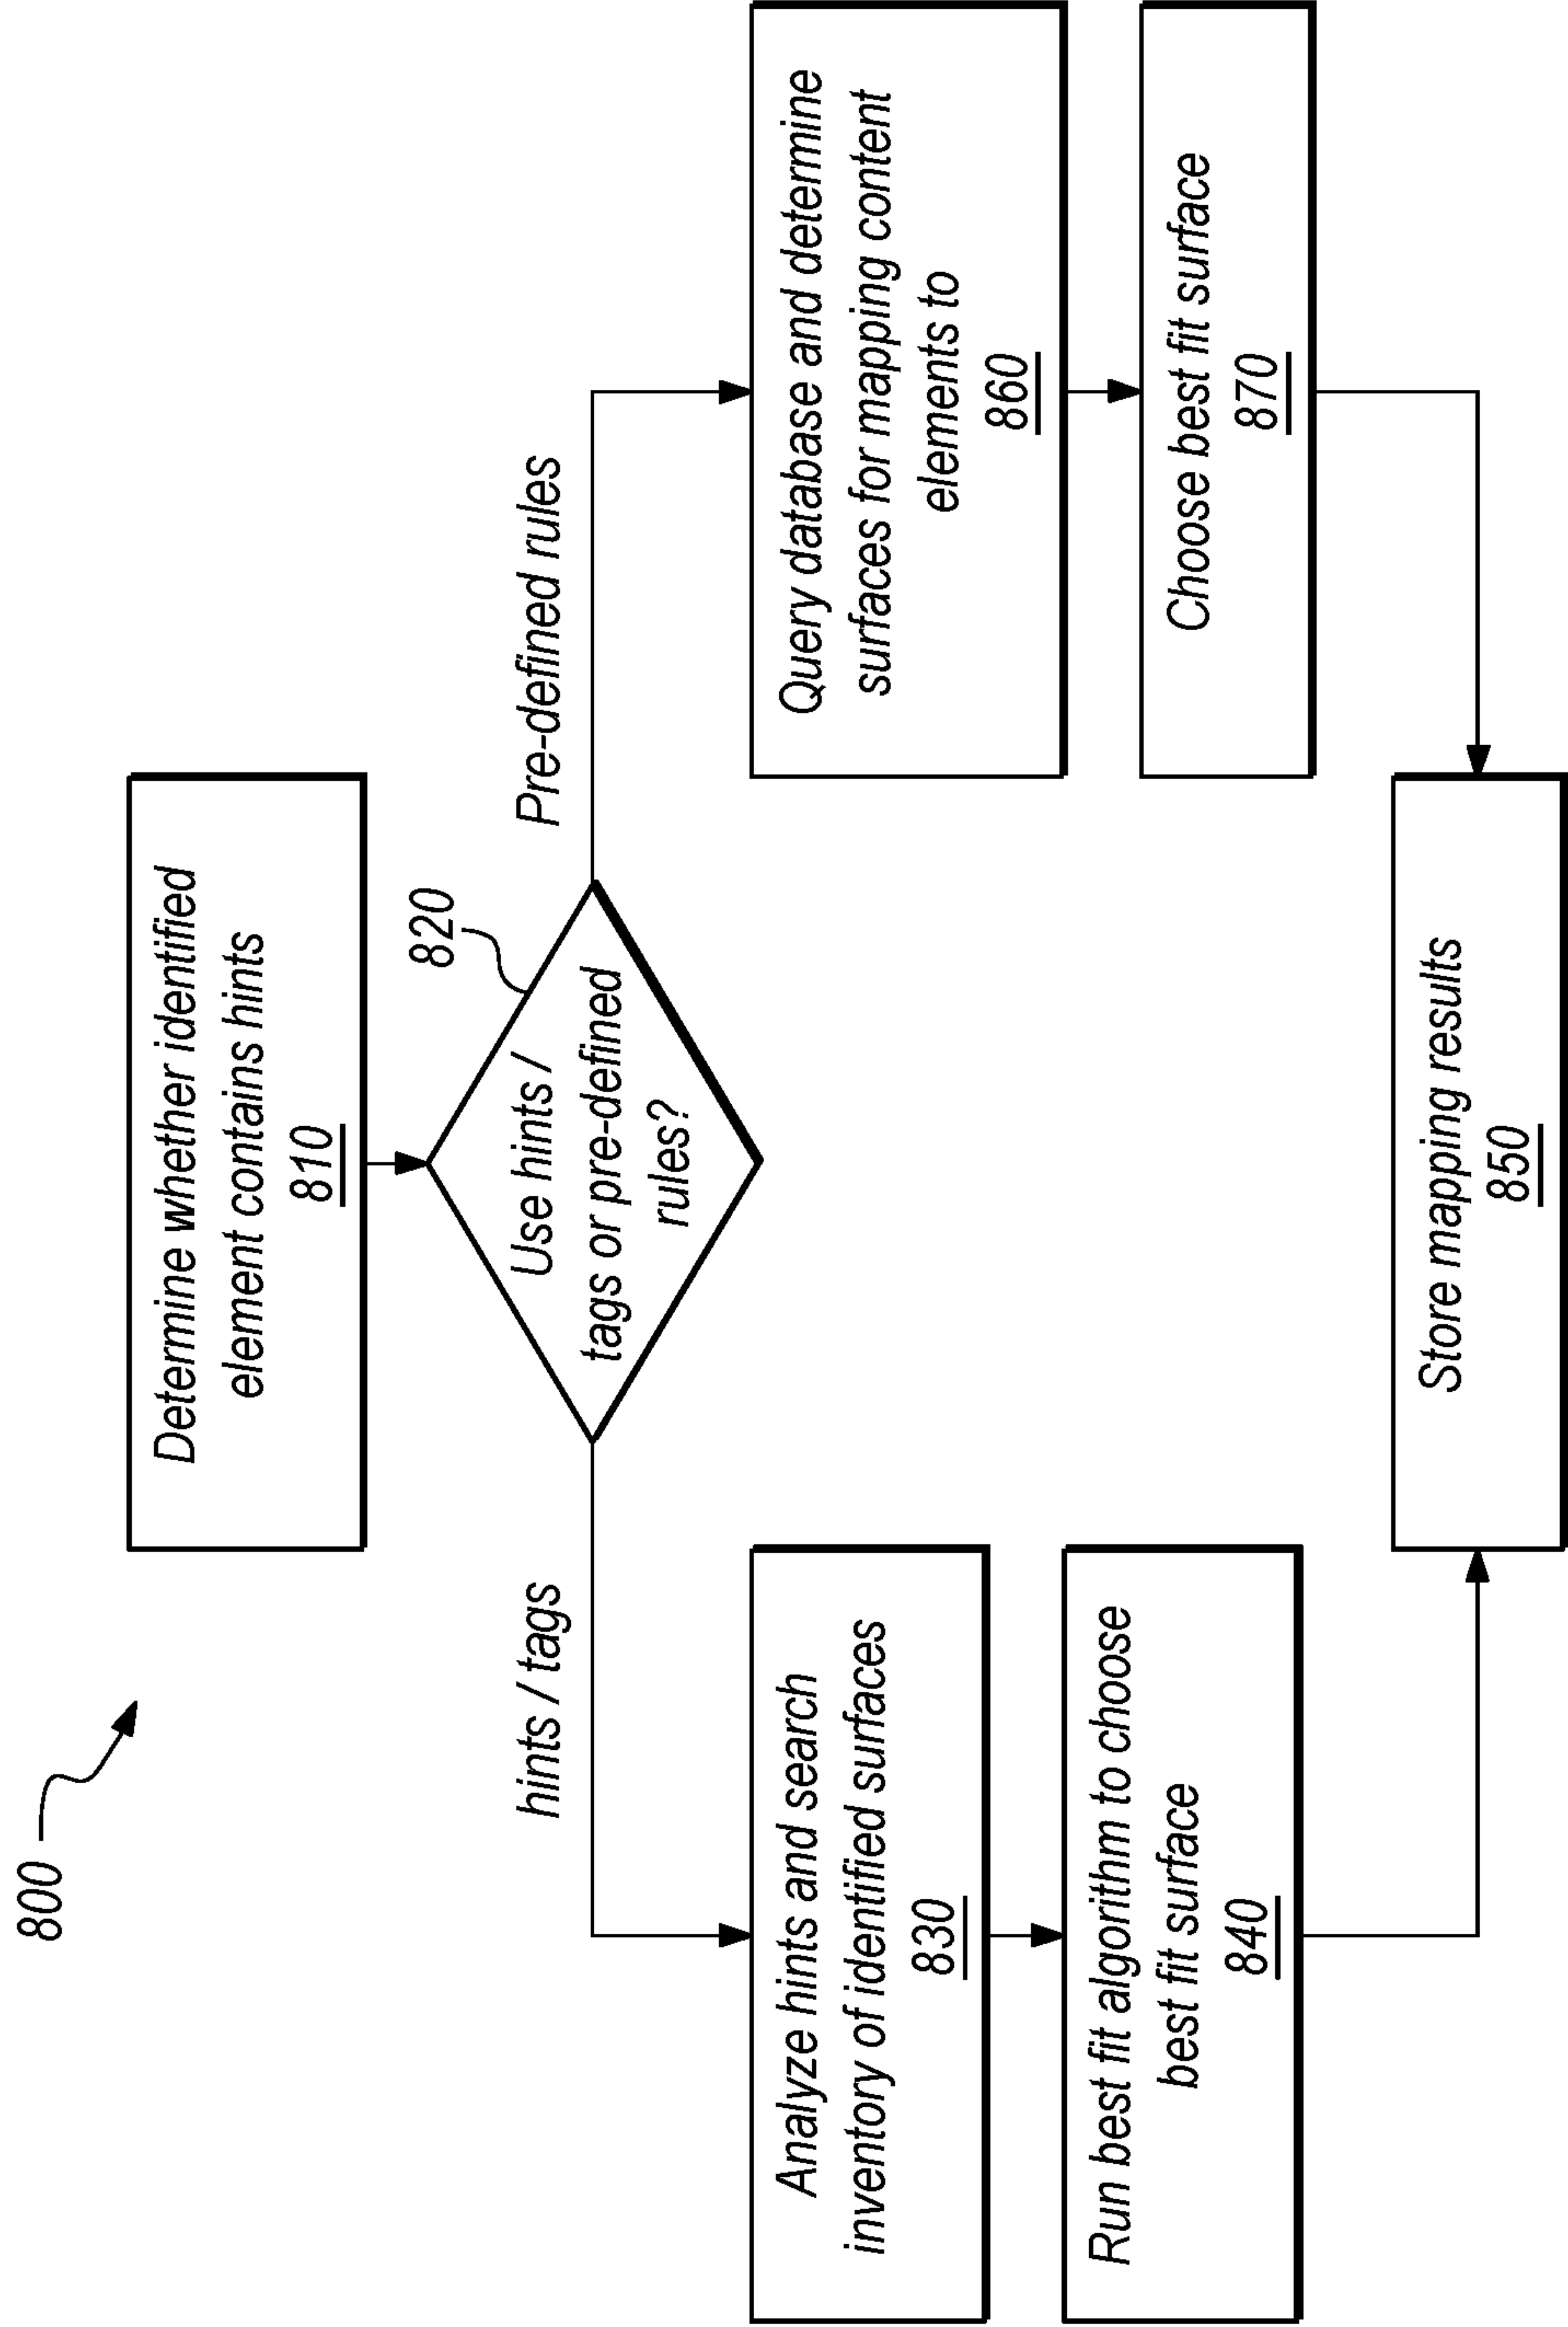 800
Determine whether identified
element contains hints
810
820
Use hints /
tags or pre-defined
rules?
hints / tags
Pre-defined rules
Analyze hints and search
inventory of identified surfaces
830
Run best fit algorithm to choose
best fit surface
840
Query database and determine
surfaces for mapping content
elements to
860
Choose best fit surface
870
Store mapping results
850